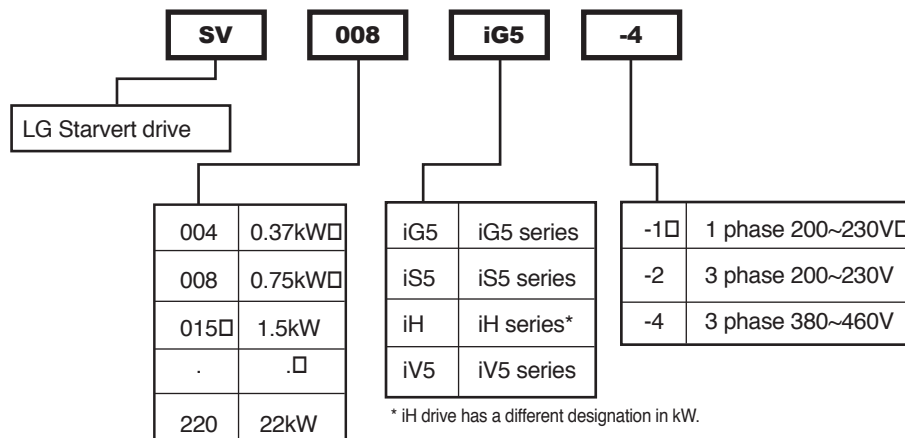 SV 008 iG5 -4
LG Starvert drive
004 0.37kW
008 0.75kW
015 1.5kW
. .
220 22kW
iG5 iG5 series
iS5 iS5 series
iH iH series*
iV5 iV5 series
* iH drive has a different designation in kW.
-1 1 phase 200~230V
-2 3 phase 200~230V
-4 3 phase 380~460V